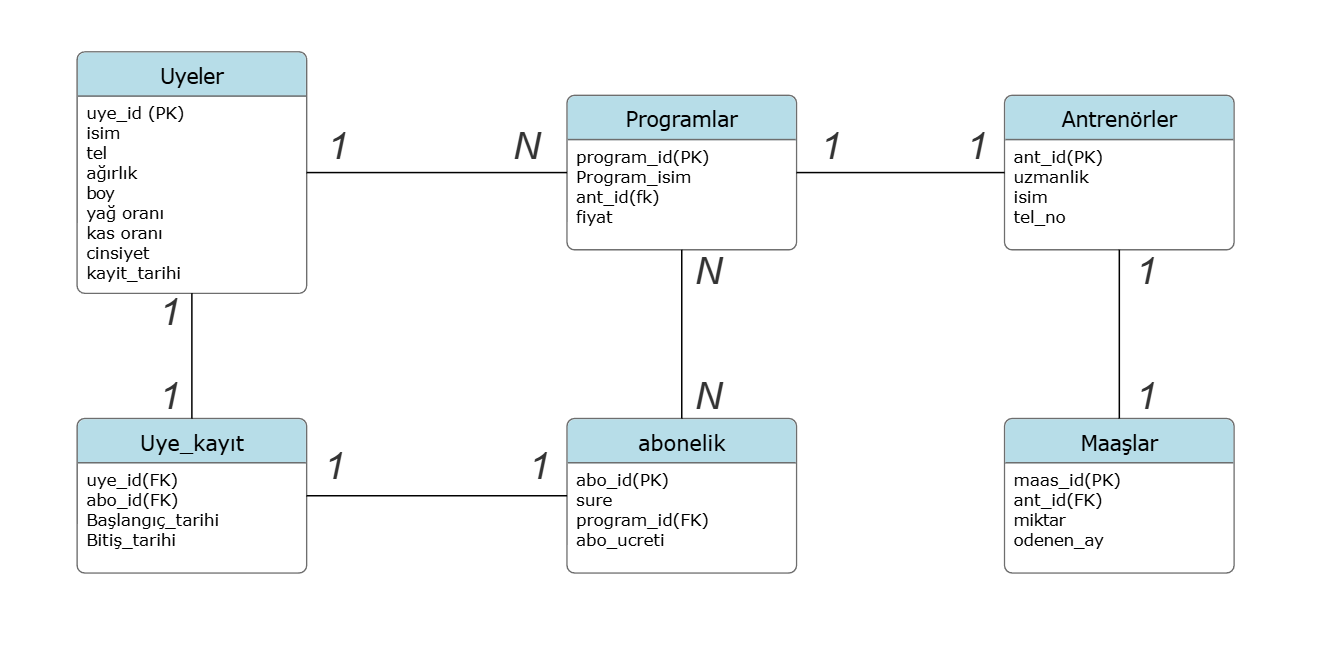 Uyeler
uye_id (PK)
isim
tel
ağırlık
boy
yağ oranı
kas oranı
cinsiyet
kayit_tarihi
1
N
Programlar
program_id(PK)
Program_isim
ant_id(fk)
fiyat
1
1
Antrenörler
ant_id(PK)
uzmanlik
isim
tel_no
1
1
N
N
1
1
Uye_kayıt
uye_id(FK)
abo_id(FK)
Başlangıç_tarihi
Bitiş_tarihi
1
1
abonelik
abo_id(PK)
sure
program_id(FK)
abo_ucreti
Maaşlar
maas_id(PK)
ant_id(FK)
miktar
odenen_ay